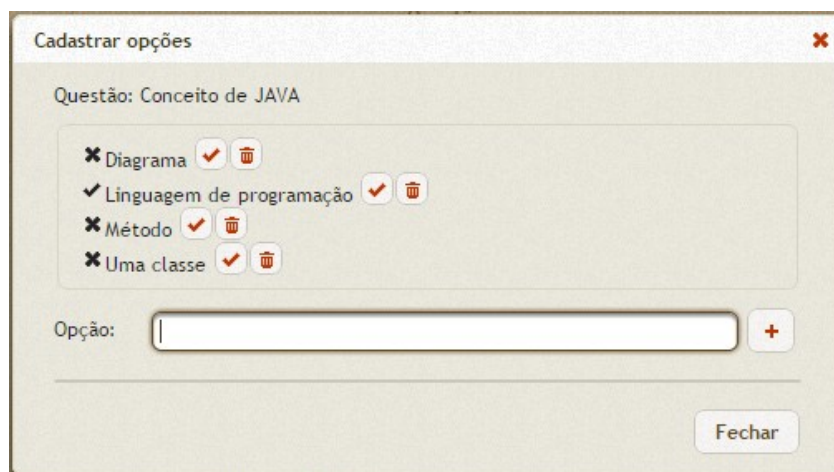 Cadastrar opções
Questão: Conceito de JAVA
Diagrama
Linguagem de programação
Método
Uma classe
Opção:
Fechar